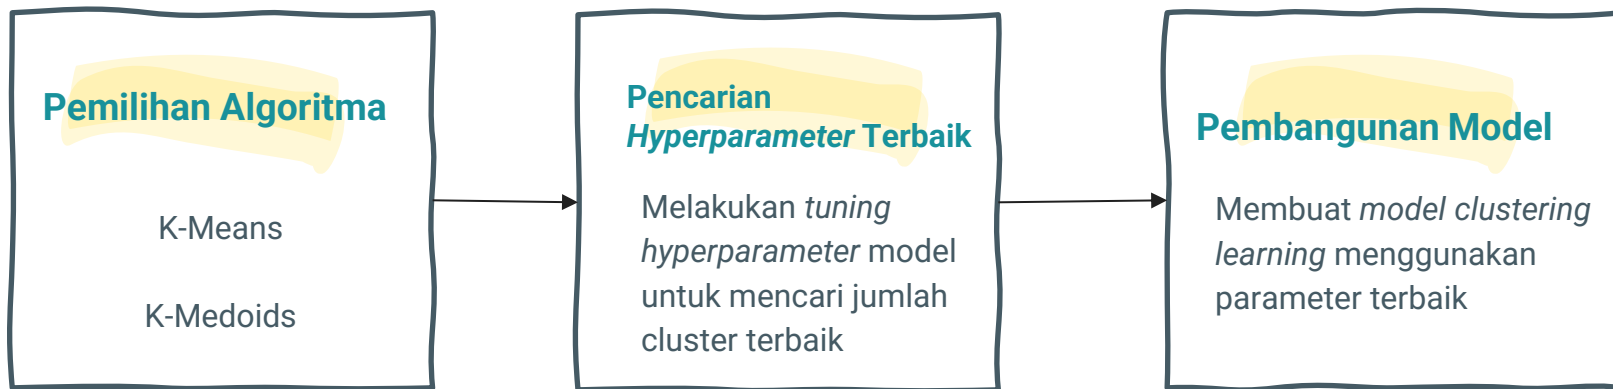 Pemilihan Algoritma
K-Means
K-Medoids
Pencarian
Hyperparameter Terbaik
Melakukan tuning
hyperparameter model
untuk mencari jumlah
cluster terbaik
Pembangunan Model
Membuat model clustering
learning menggunakan
parameter terbaik